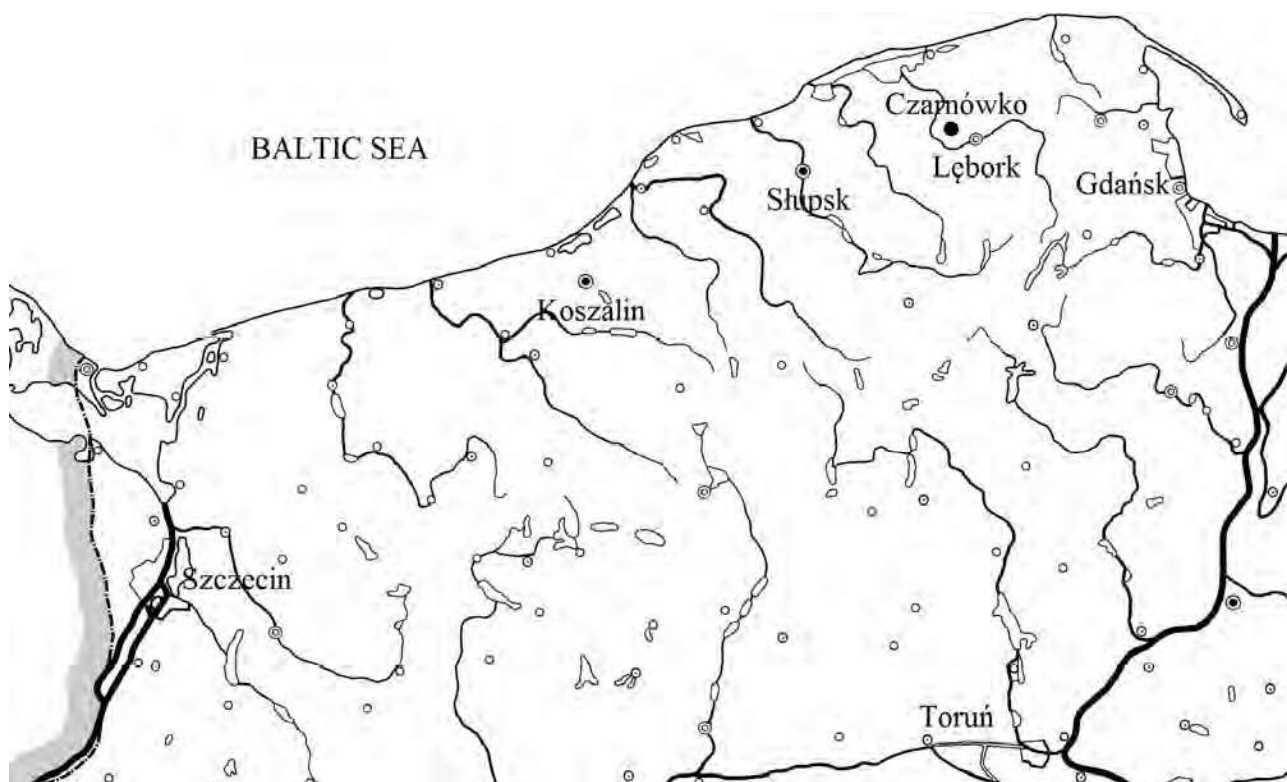 Czarnówko
BALTIC SEA
Lębork
Gdańsk
Słupsk
Koszalin
Szczecin
Toruń